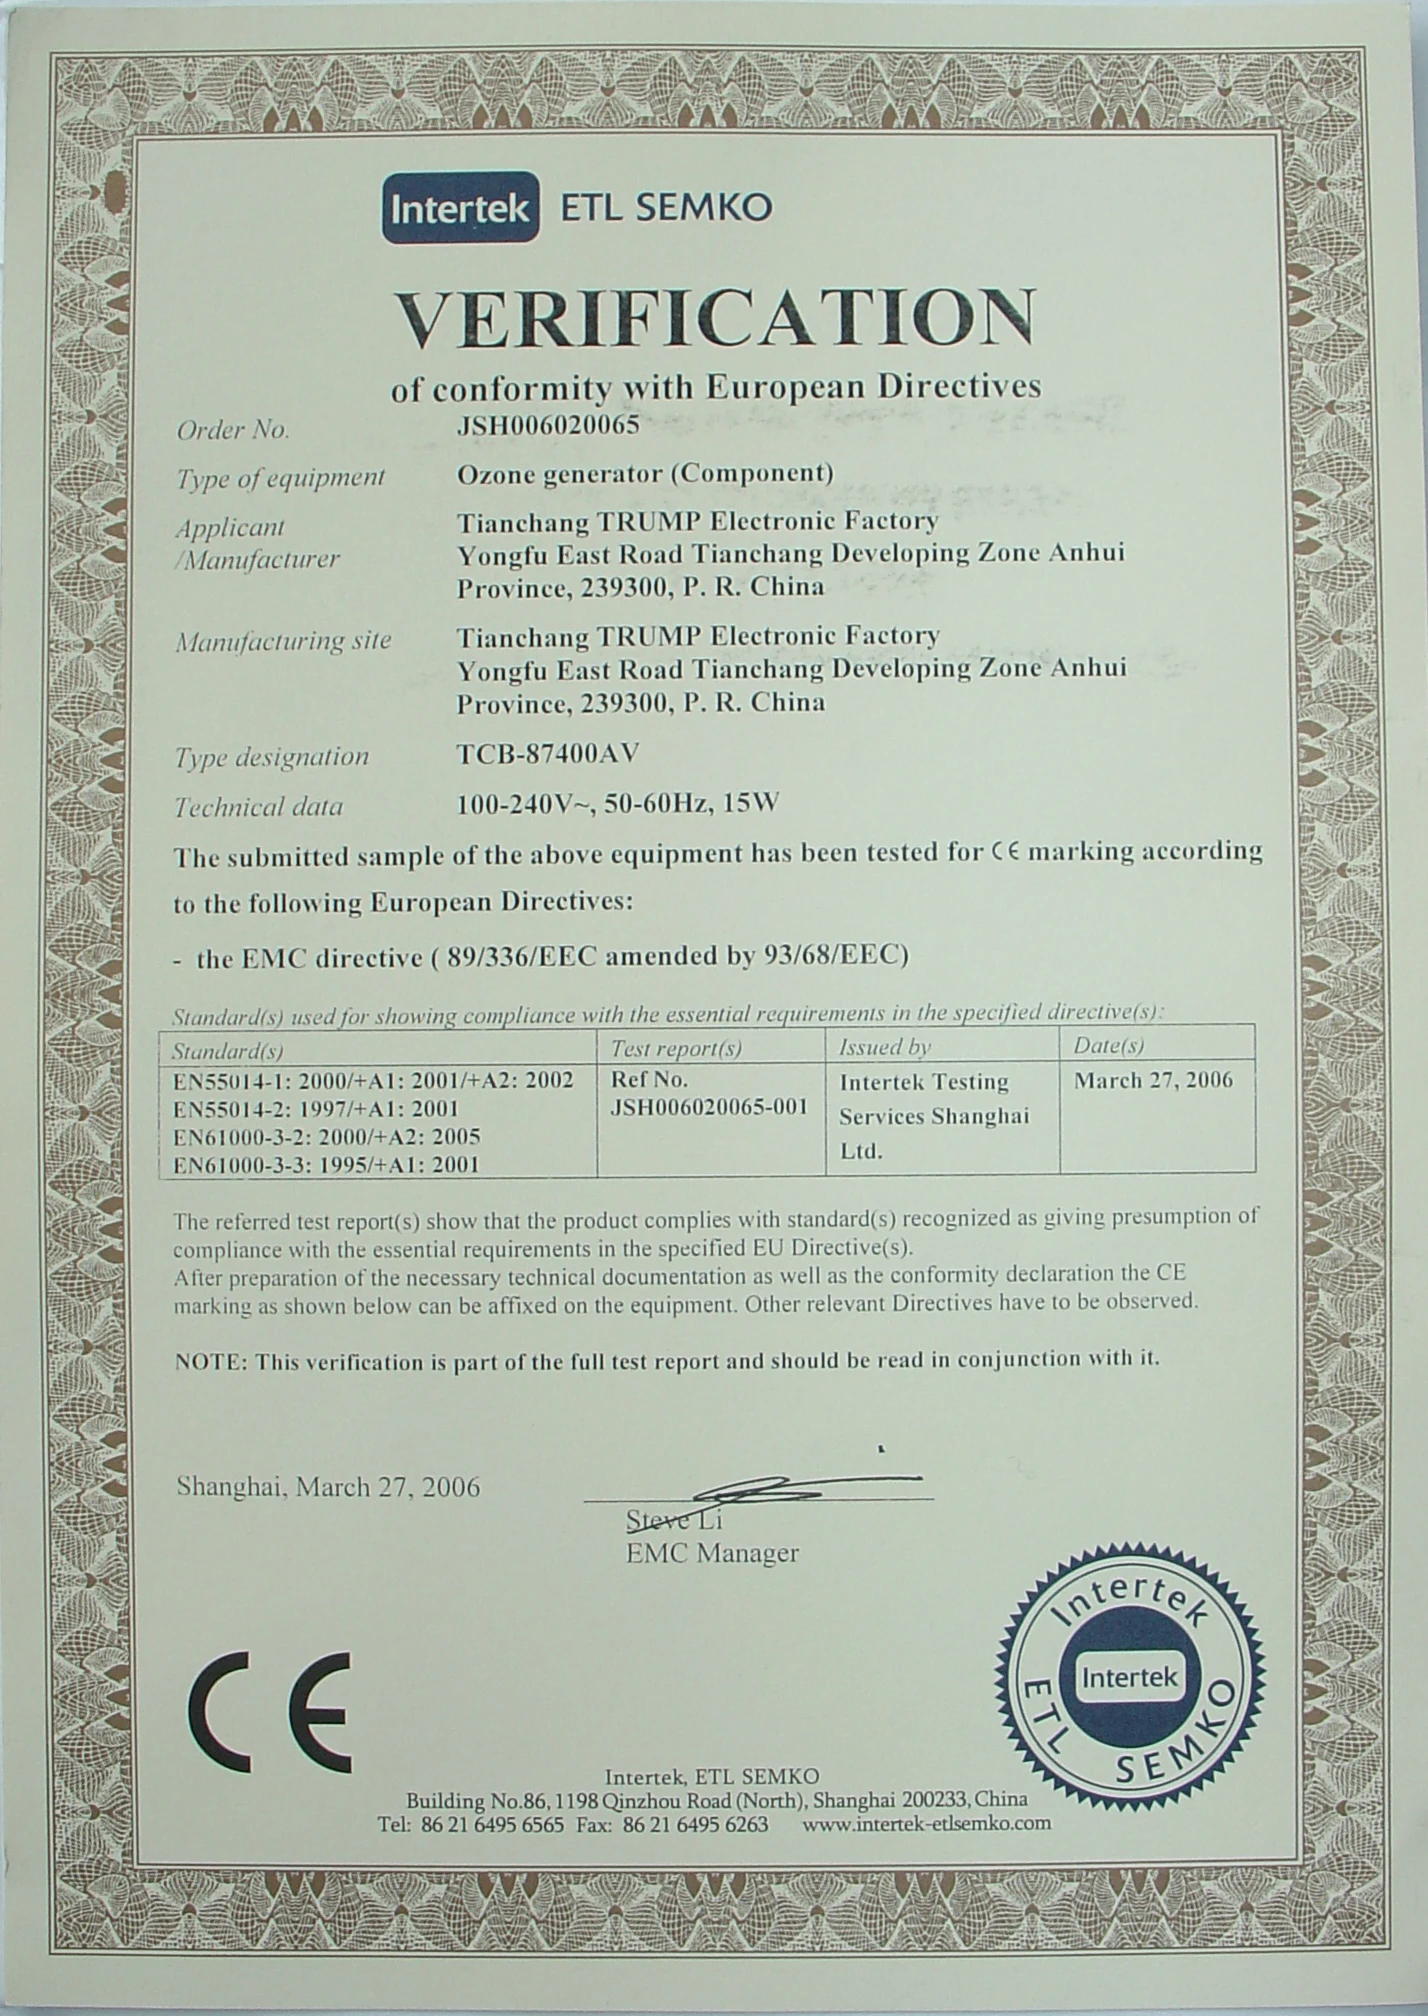 Intertek ETL SEMKO
VERIFICATION
of conformity with European Directives
Order No. JSH006020065
Type of equipment Ozone generator (Component)
Applicant Tianchang TRUMP Electronic Factory
/Manufacturer Yongfu East Road Tianchang Developing Zone Anhui
Province, 239300, P. R. China
Manufacturing site Tianchang TRUMP Electronic Factory
Yongfu East Road Tianchang Developing Zone Anhui
Province, 239300, P. R. China
Type designation TCB-87400AV
Technical data 100-240V~, 50-60Hz, 15W
The submitted sample of the above equipment has been tested for CE marking according
to the following European Directives:
- the EMC directive ( 89/336/EEC amended by 93/68/EEC)
Standard(s) used for showing compliance with the essential requirements in the specified directive(s):
Standard(s) Test report(s) Issued by Date(s)
EN55014-1: 2000/+A1: 2001/+A2: 2002 Ref No. Intertek Testing March 27, 2006
EN55014-2: 1997/+A1: 2001 JSH006020065-001 Services Shanghai
EN61000-3-2: 2000/+A2: 2005 Ltd.
EN61000-3-3: 1995/+A1: 2001
The referred test report(s) show that the product complies with standard(s) recognized as giving presumption of
compliance with the essential requirements in the specified EU Directive(s).
After preparation of the necessary technical documentation as well as the conformity declaration the CE
marking as shown below can be affixed on the equipment. Other relevant Directives have to be observed.
NOTE: This verification is part of the full test report and should be read in conjunction with it.
Shanghai, March 27, 2006
Steve Li
EMC Manager
CE
Intertek
Intertek
ETL SEMKO
Intertek, ETL SEMKO
Building No.86, 1198 Qinzhou Road (North), Shanghai 200233, China
Tel: 86 21 6495 6565 Fax: 86 21 6495 6263 www.intertek-etlsemko.com